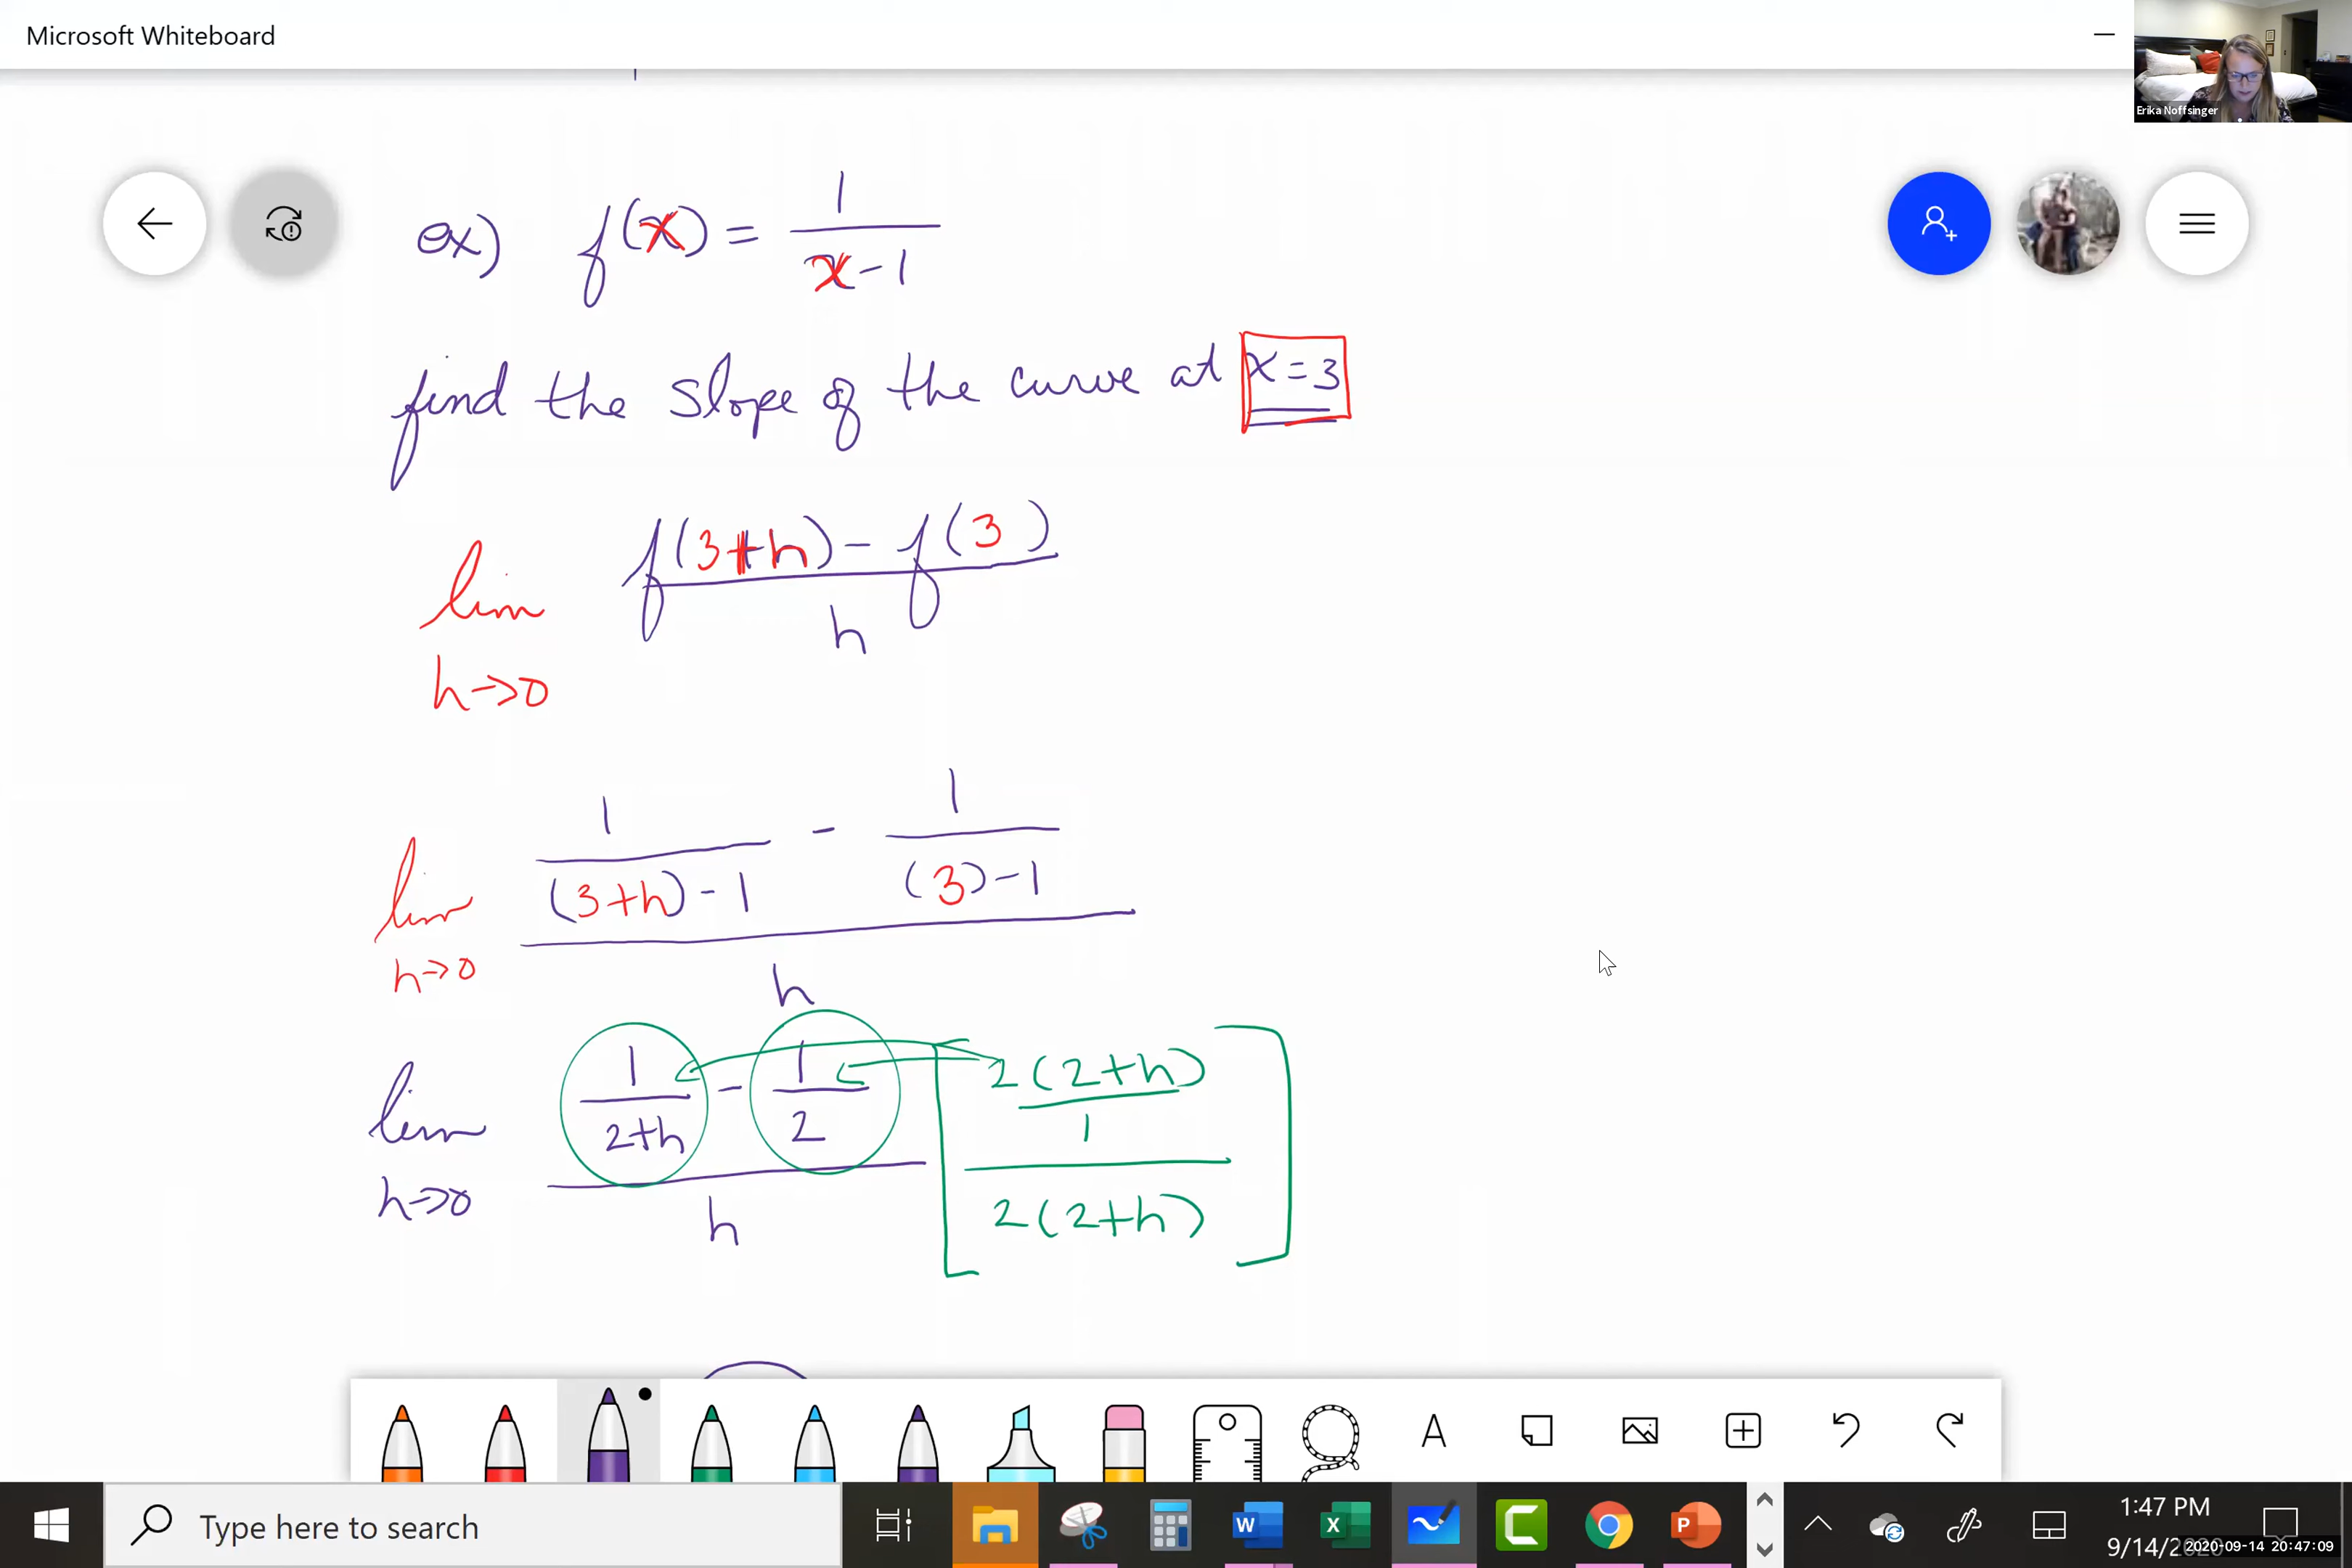 Microsoft Whiteboard
Erika Noffsinger
ex) f(x) = 1/(x-1)
find the slope of the curve at x = 3
lim h→0 (f(3+h) - f(3))/h
lim h→0 (1/((3+h)-1) - 1/((3)-1))/h
lim h→0 (1/(2+h) - 1/2)/h [(2(2+h)/1)/(2(2+h))]
A
Type here to search
W
X
C
P
1:47 PM
2020-09-14 20:47:09